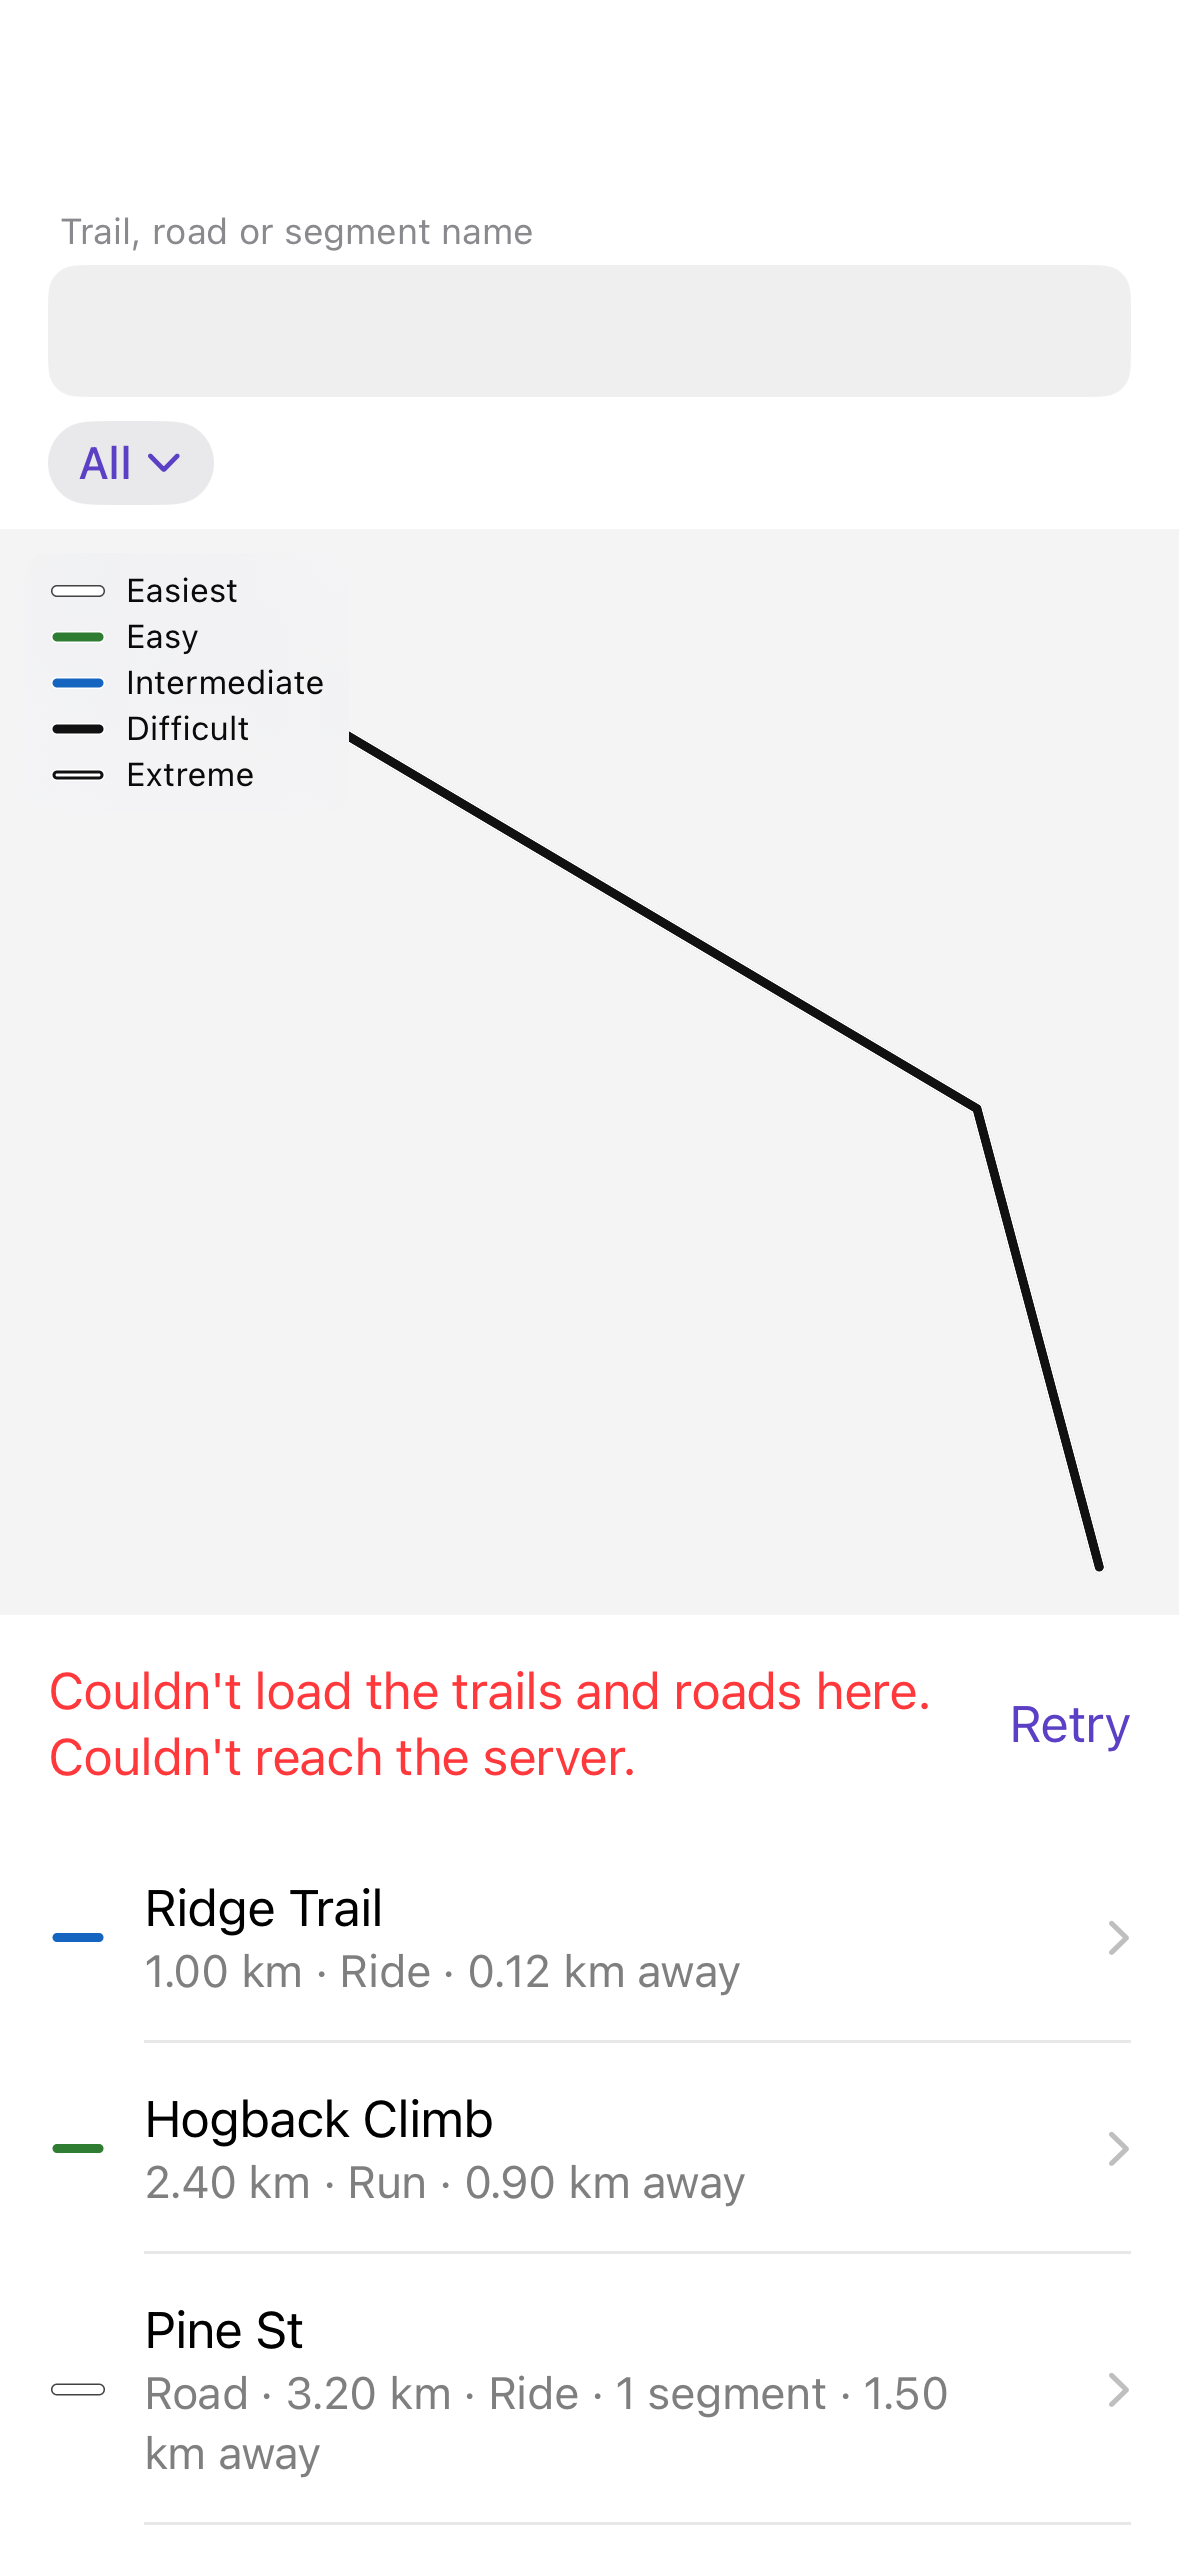 Trail, road or segment name
All
Easiest
Easy
Intermediate
Difficult
Extreme
Couldn't load the trails and roads here.
Couldn't reach the server.
Retry
Ridge Trail
1.00 km · Ride · 0.12 km away
Hogback Climb
2.40 km · Run · 0.90 km away
Pine St
Road · 3.20 km · Ride · 1 segment · 1.50
km away